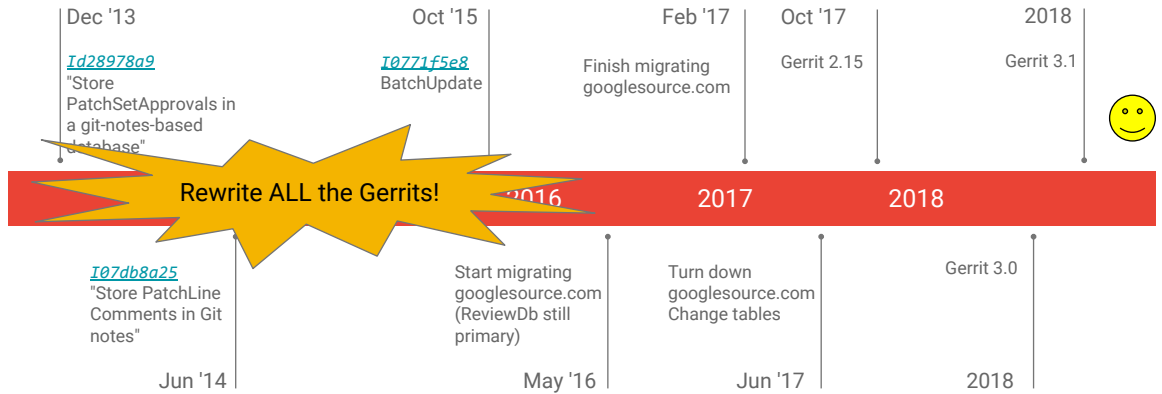 Dec '13
Id28978a9
"Store
PatchSetApprovals in
a git-notes-based
database"
Oct '15
I0771f5e8
BatchUpdate
Feb '17
Finish migrating
googlesource.com
Oct '17
Gerrit 2.15
2018
Gerrit 3.1
Rewrite ALL the Gerrits!
2016
2017
2018
I07db8a25
"Store PatchLine
Comments in Git
notes"
Jun '14
Start migrating
googlesource.com
(ReviewDb still
primary)
May '16
Turn down
googlesource.com
Change tables
Jun '17
Gerrit 3.0
2018